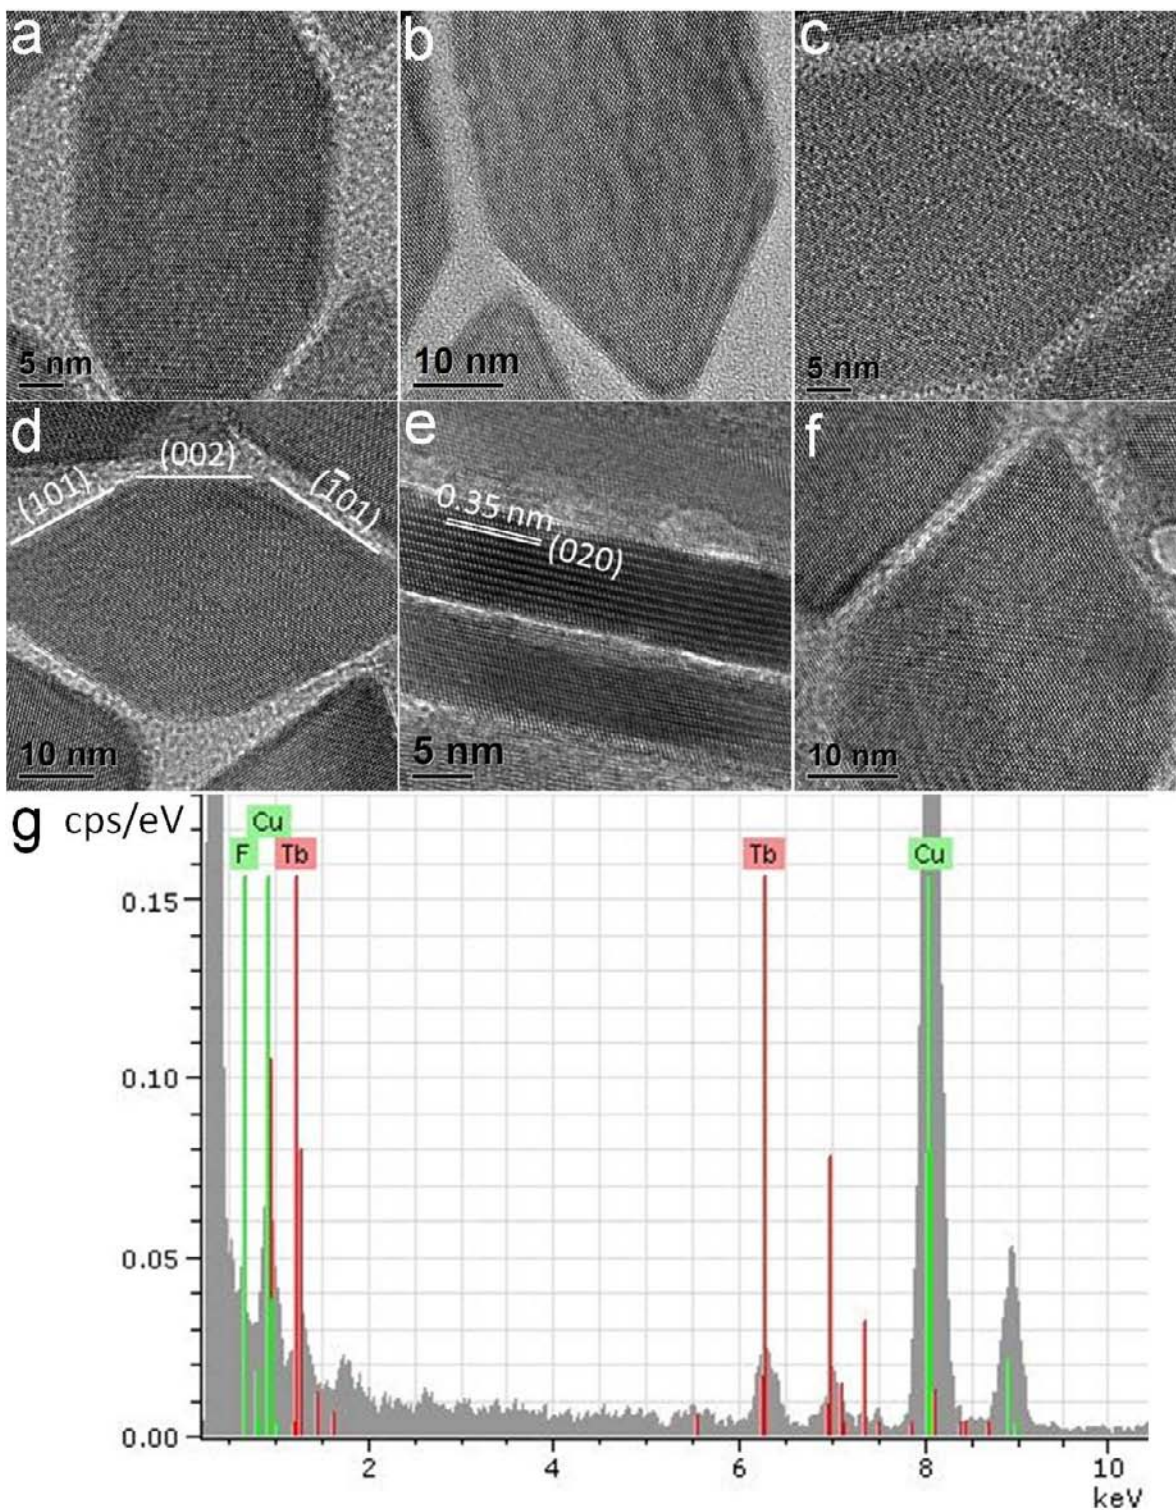 a
b
c
5 nm
10 nm
5 nm
d
(101)
(002)
(1̄01)
10 nm
e
0.35 nm
(020)
5 nm
f
10 nm
g cps/eV
Cu
F Tb Tb Cu
0.15
0.10
0.05
0.00
2 4 6 8 10
keV